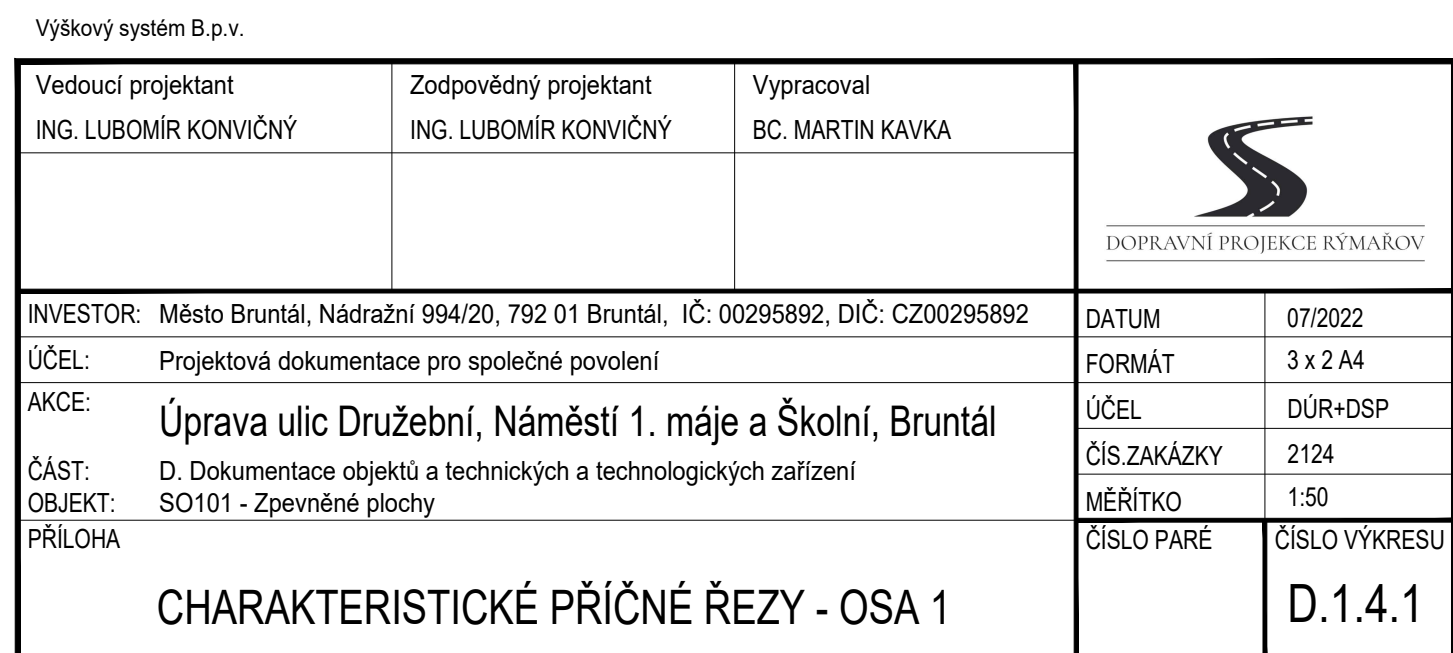 Výškový systém B.p.v.
Vedoucí projektant
ING. LUBOMÍR KONVIČNÝ
Zodpovědný projektant
ING. LUBOMÍR KONVIČNÝ
Vypracoval
BC. MARTIN KAVKA
DOPRAVNÍ PROJEKCE RÝMAŘOV
INVESTOR: Město Bruntál, Nádražní 994/20, 792 01 Bruntál, IČ: 00295892, DIČ: CZ00295892
ÚČEL: Projektová dokumentace pro společné povolení
AKCE: Úprava ulic Družební, Náměstí 1. máje a Školní, Bruntál
ČÁST: D. Dokumentace objektů a technických a technologických zařízení
OBJEKT: SO101 - Zpevněné plochy
DATUM 07/2022
FORMÁT 3 x 2 A4
ÚČEL DÚR+DSP
ČÍS.ZAKÁZKY 2124
MĚŘÍTKO 1:50
PŘÍLOHA
CHARAKTERISTICKÉ PŘÍČNÉ ŘEZY - OSA 1
ČÍSLO PARÉ
ČÍSLO VÝKRESU
D.1.4.1